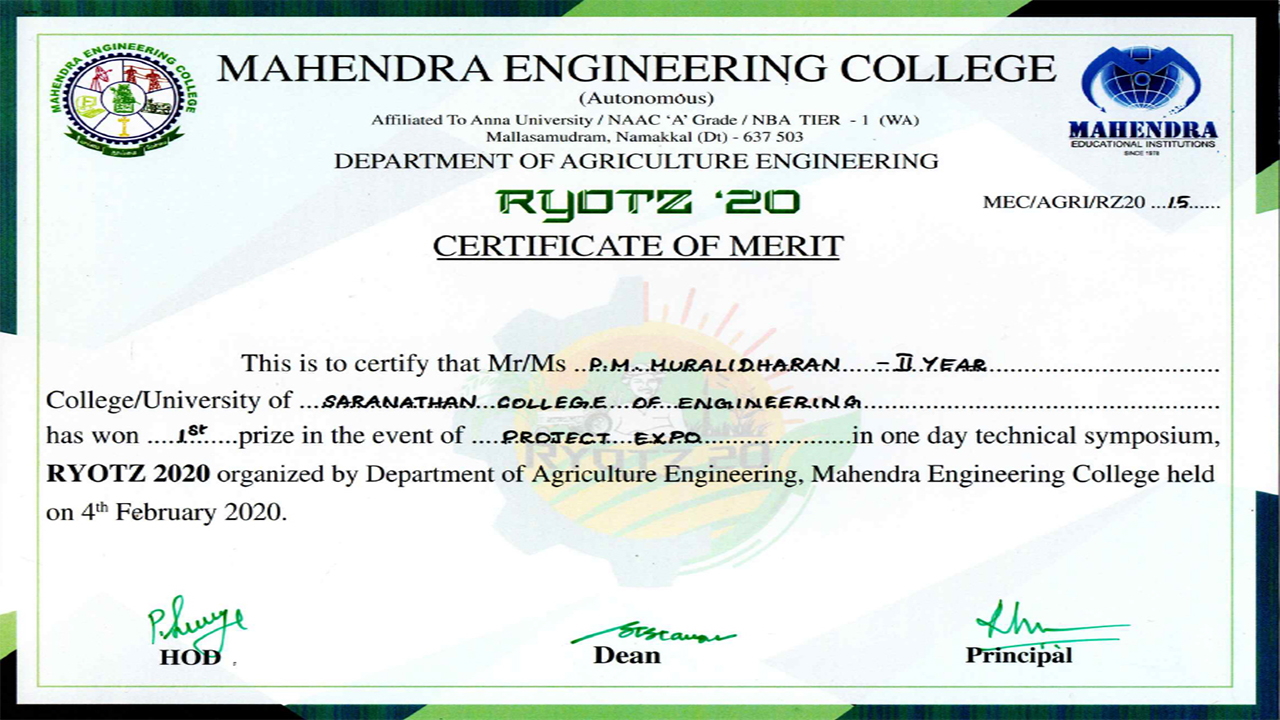 MAHENDRA ENGINEERING COLLEGE
MAHENDRA ENGINEERING COLLEGE
(Autonomous)
Affiliated To Anna University / NAAC 'A' Grade / NBA TIER - 1 (WA)
Mallasamudram, Namakkal (Dt) - 637 503
MAHENDRA
EDUCATIONAL INSTITUTIONS
SINCE 1978
DEPARTMENT OF AGRICULTURE ENGINEERING
RYOTZ '20
MEC/AGRI/RZ20 ...15......
CERTIFICATE OF MERIT
This is to certify that Mr/Ms ..P.M. MURALIDHARAN - II YEAR
College/University of ...SARANATHAN COLLEGE OF ENGINEERING
has won ....1st.....prize in the event of ....PROJECT EXPO....in one day technical symposium,
RYOTZ 2020 organized by Department of Agriculture Engineering, Mahendra Engineering College held
on 4th February 2020.
RYOTZ 20
HOD
Dean
Principal